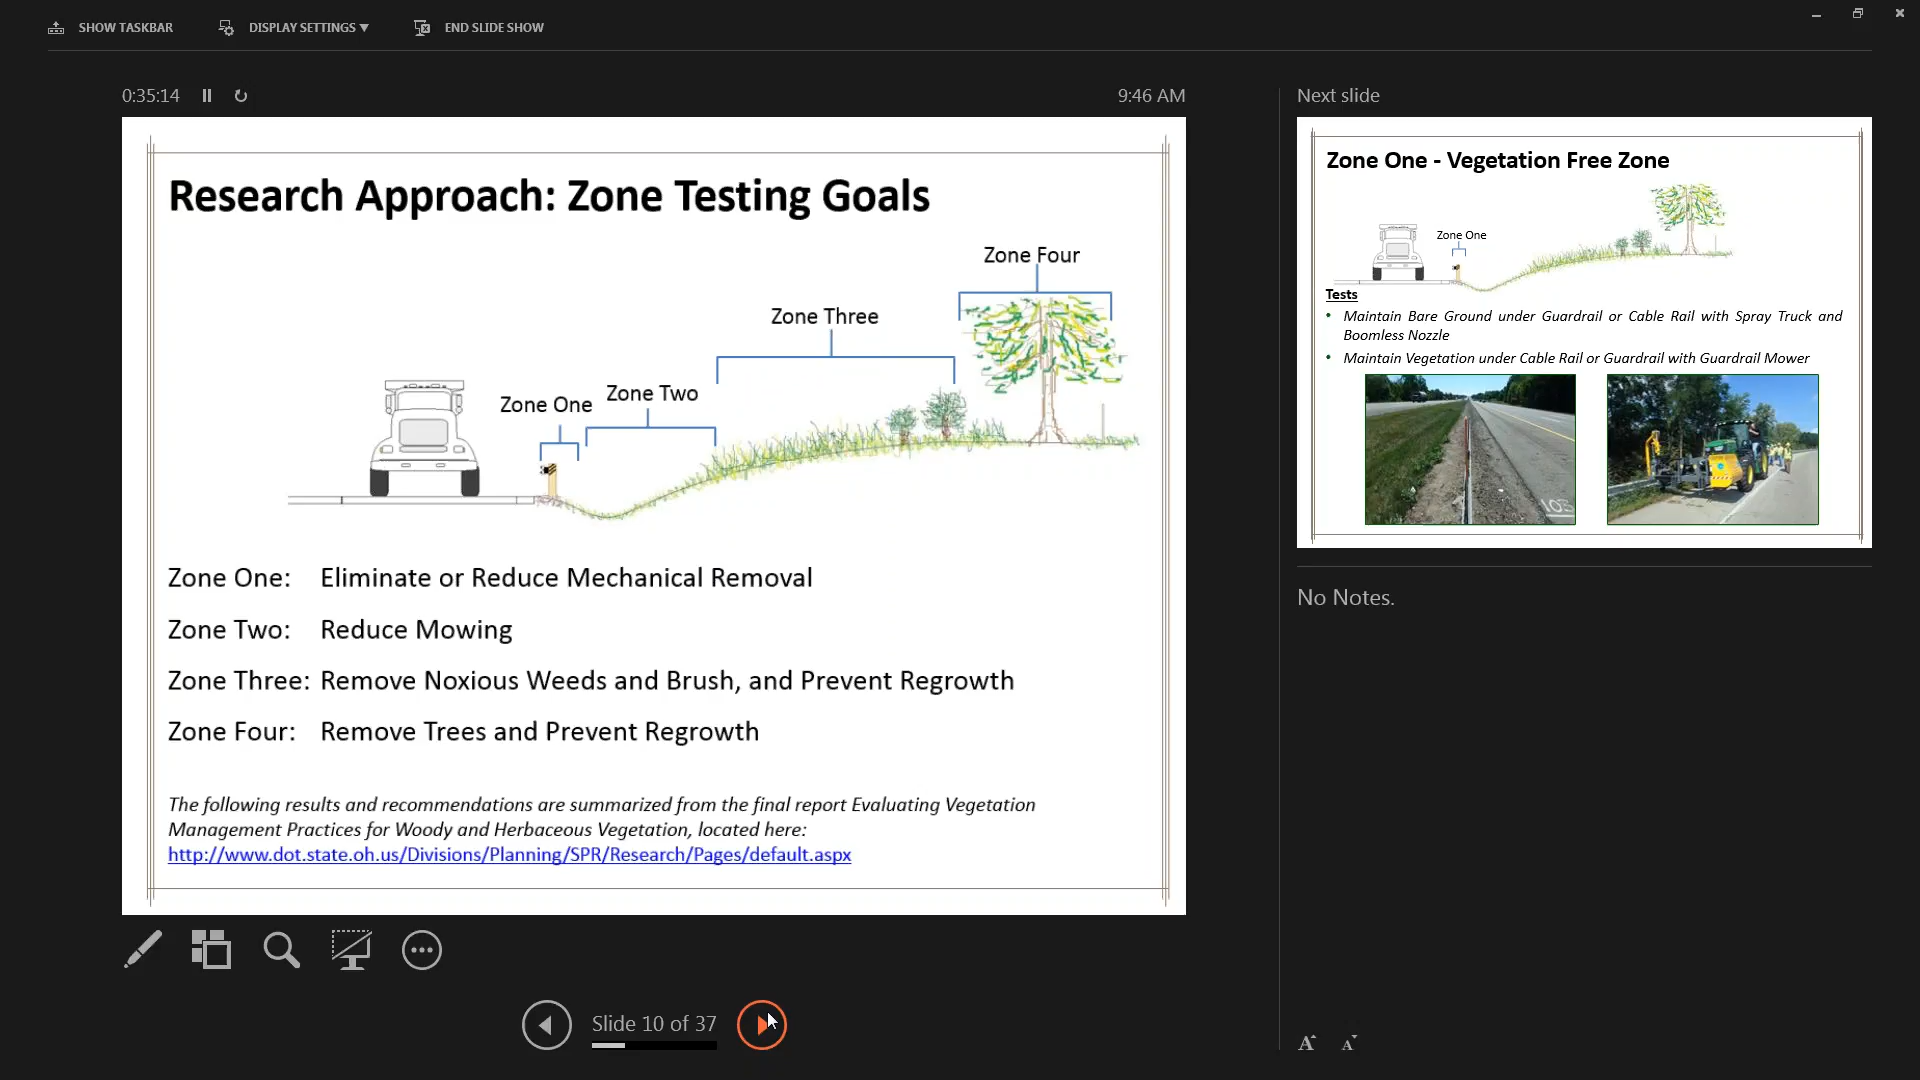 SHOW TASKBAR
DISPLAY SETTINGS ▼
END SLIDE SHOW
0:35:14
9:46 AM
Research Approach: Zone Testing Goals
Zone Four
Zone Three
Zone Two
Zone One
Zone One: Eliminate or Reduce Mechanical Removal
Zone Two: Reduce Mowing
Zone Three: Remove Noxious Weeds and Brush, and Prevent Regrowth
Zone Four: Remove Trees and Prevent Regrowth
The following results and recommendations are summarized from the final report Evaluating Vegetation
Management Practices for Woody and Herbaceous Vegetation, located here:
http://www.dot.state.oh.us/Divisions/Planning/SPR/Research/Pages/default.aspx
Slide 10 of 37
Next slide
Zone One - Vegetation Free Zone
Zone One
Tests
• Maintain Bare Ground under Guardrail or Cable Rail with Spray Truck and
Boomless Nozzle
• Maintain Vegetation under Cable Rail or Guardrail with Guardrail Mower
103
No Notes.
A
A